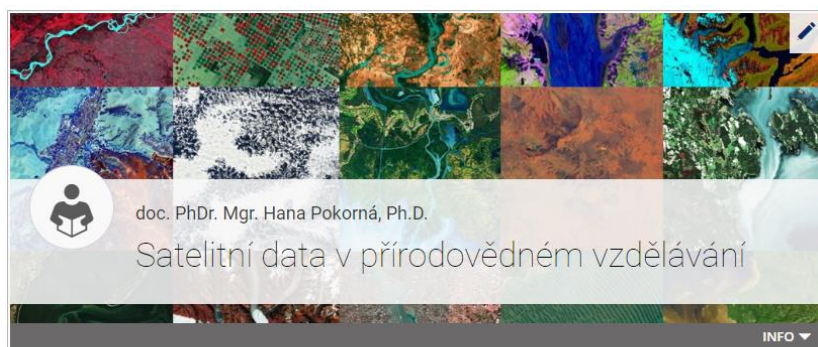 doc. PhDr. Mgr. Hana Pokorná, Ph.D.
Satelitní data v přírodovědném vzdělávání
INFO